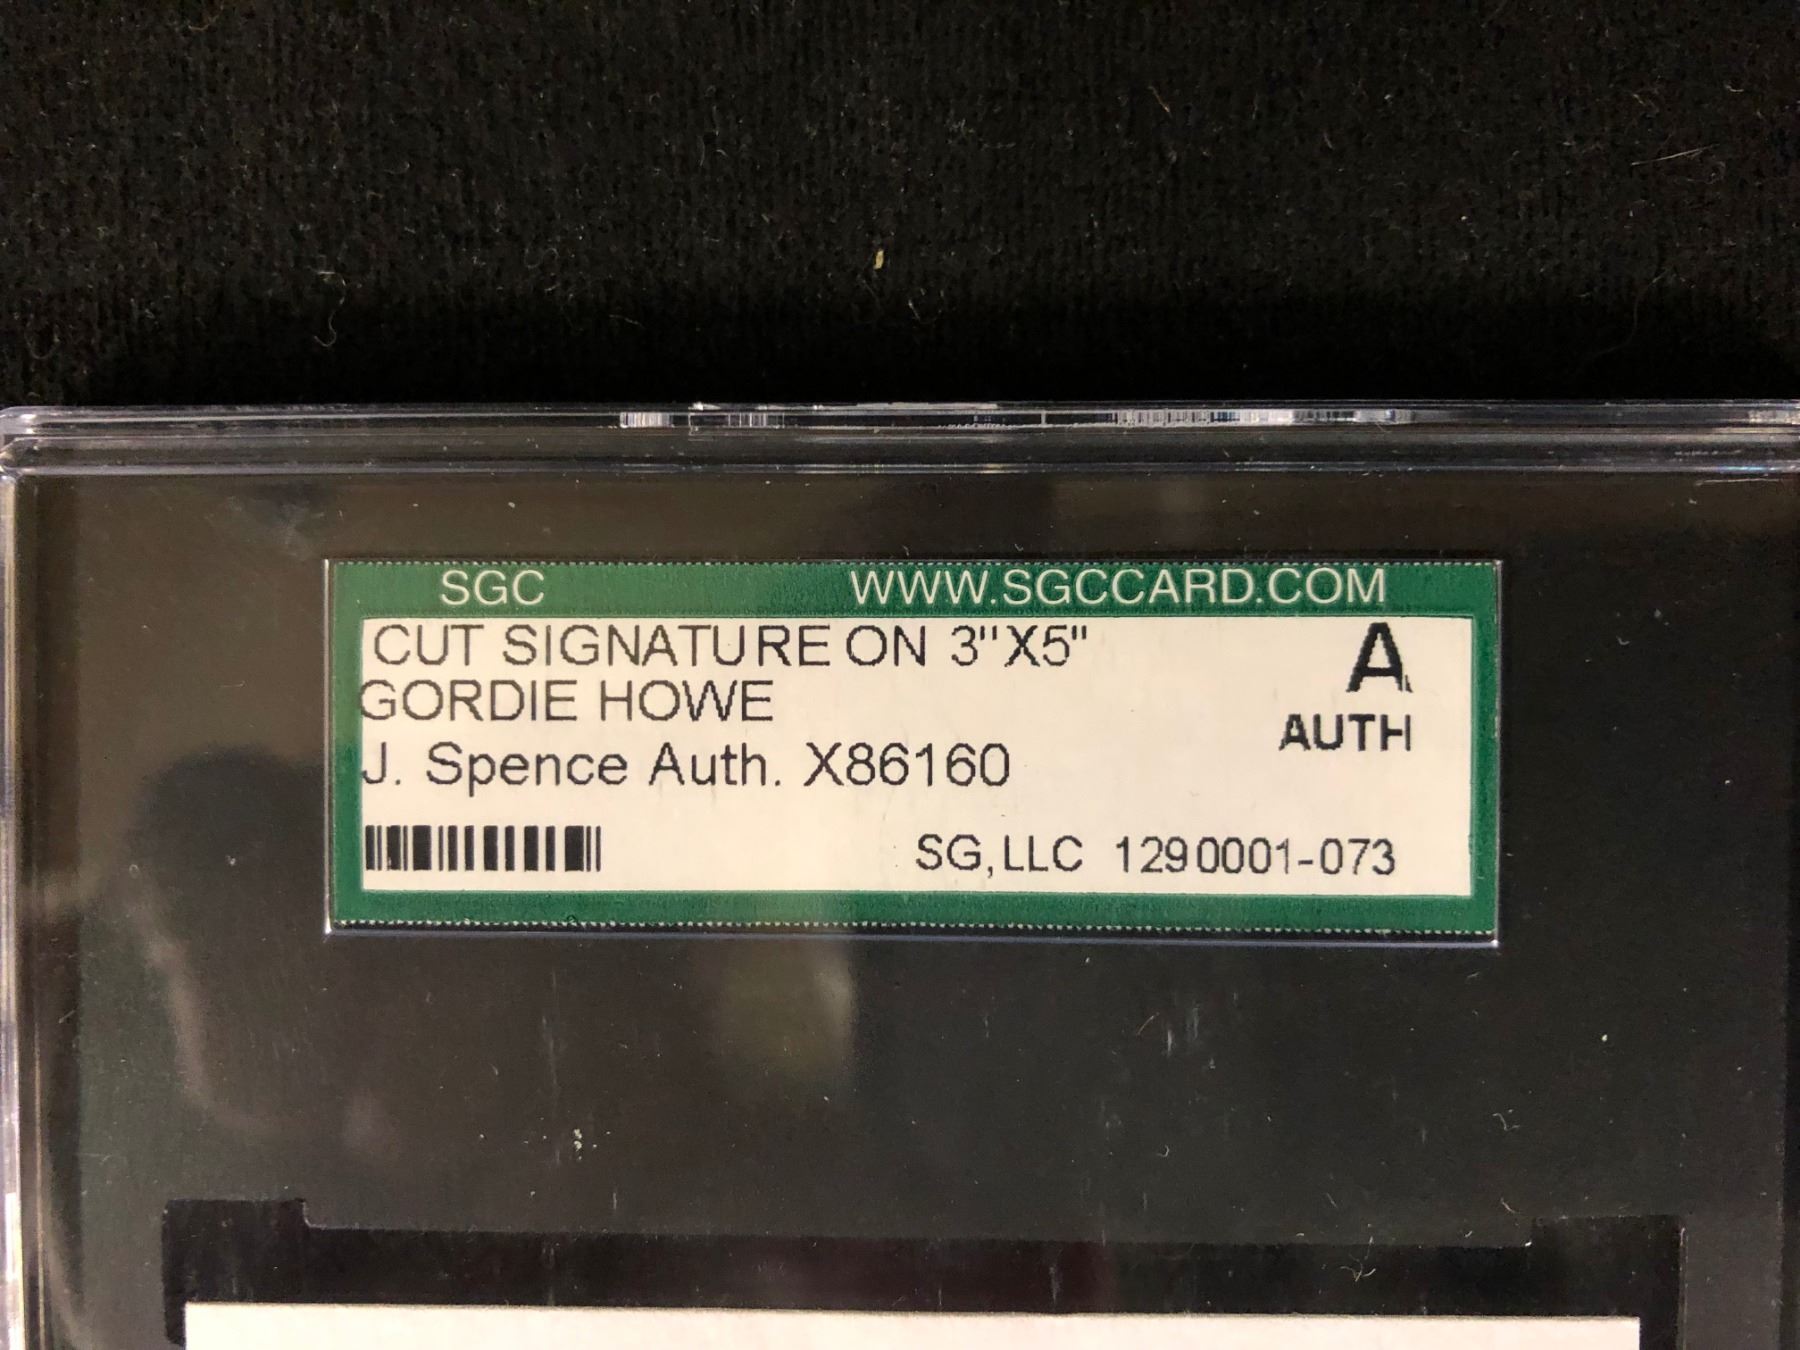 SGC WWW.SGCCARD.COM
CUT SIGNATURE ON 3"X5" A
GORDIE HOWE AUTH
J. Spence Auth. X86160
SG,LLC 1290001-073